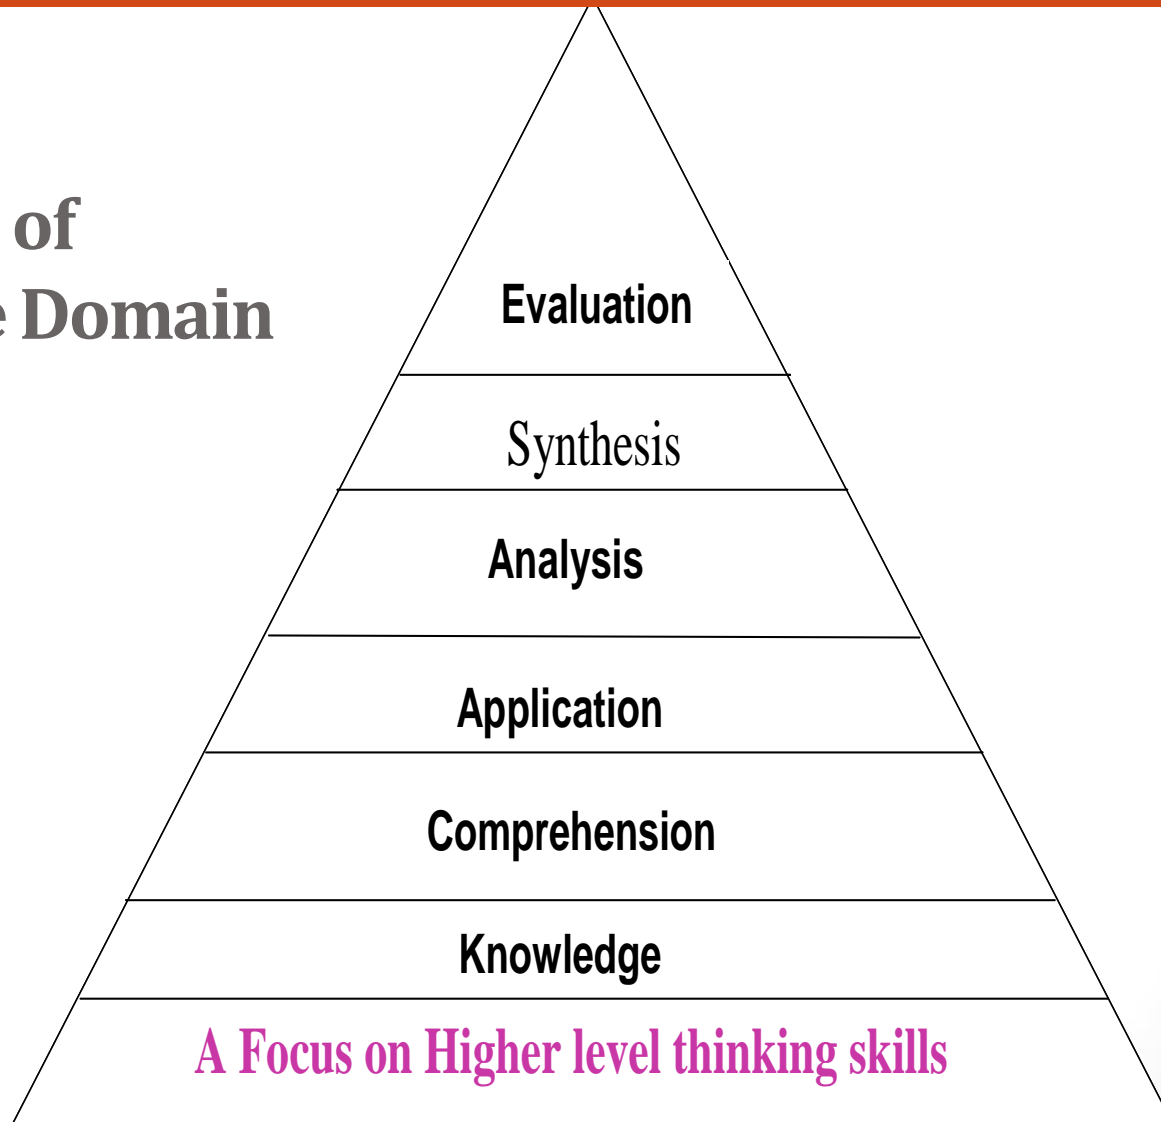 of
e Domain
Evaluation
Synthesis
Analysis
Application
Comprehension
Knowledge
A Focus on Higher level thinking skills